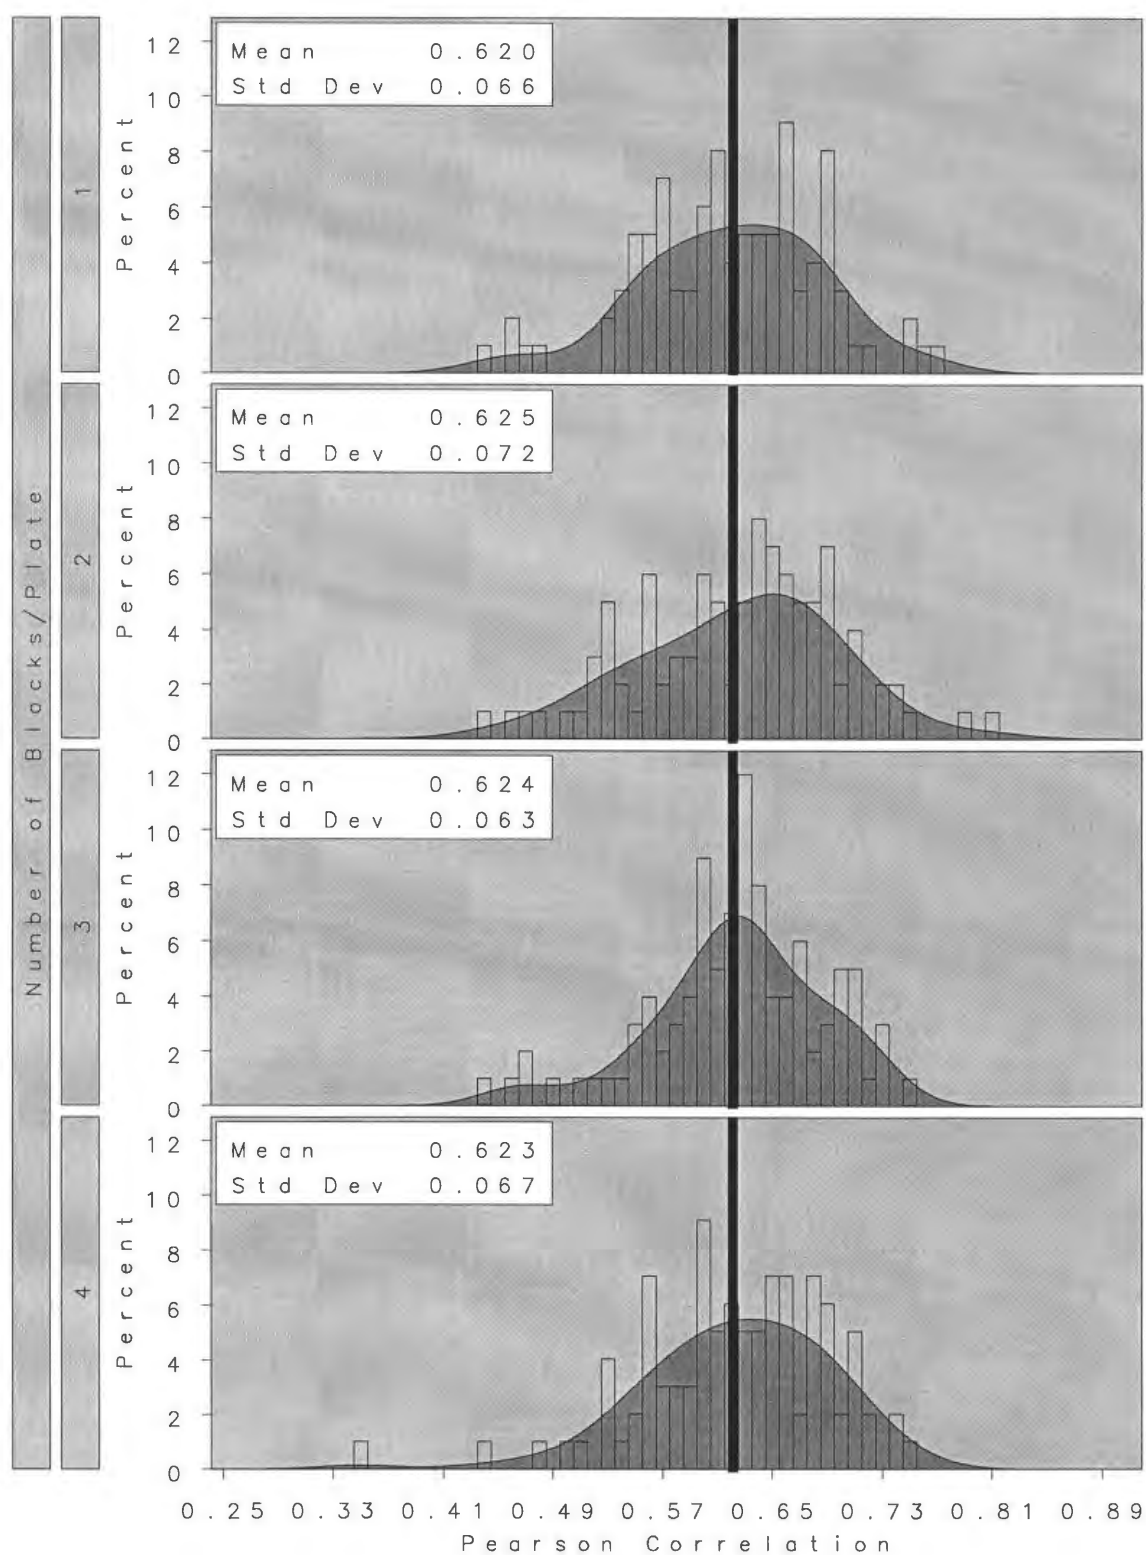 Number of Blocks/Plate
1
Percent
12
10
8
6
4
2
0
Mean 0.620
Std Dev 0.066
2
Percent
12
10
8
6
4
2
0
Mean 0.625
Std Dev 0.072
3
Percent
12
10
8
6
4
2
0
Mean 0.624
Std Dev 0.063
4
Percent
12
10
8
6
4
2
0
Mean 0.623
Std Dev 0.067
0.25 0.33 0.41 0.49 0.57 0.65 0.73 0.81 0.89
Pearson Correlation